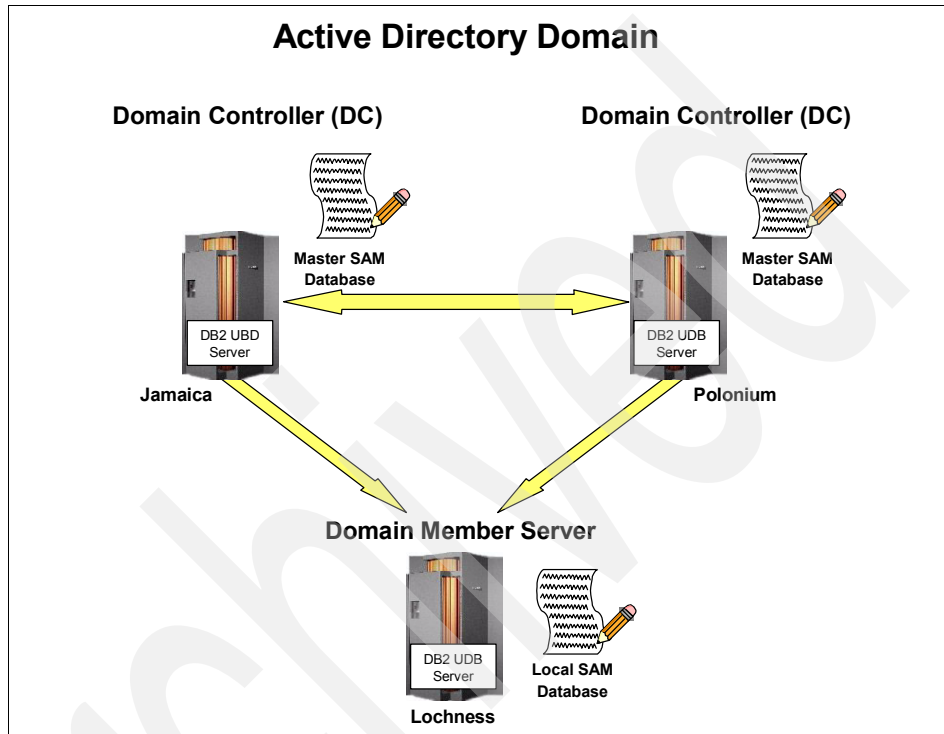 Active Directory Domain
Domain Controller (DC)
Domain Controller (DC)
Master SAM
Database
Master SAM
Database
DB2 UBD
Server
DB2 UDB
Server
Jamaica
Polonium
Domain Member Server
DB2 UDB
Server
Local SAM
Database
Lochness